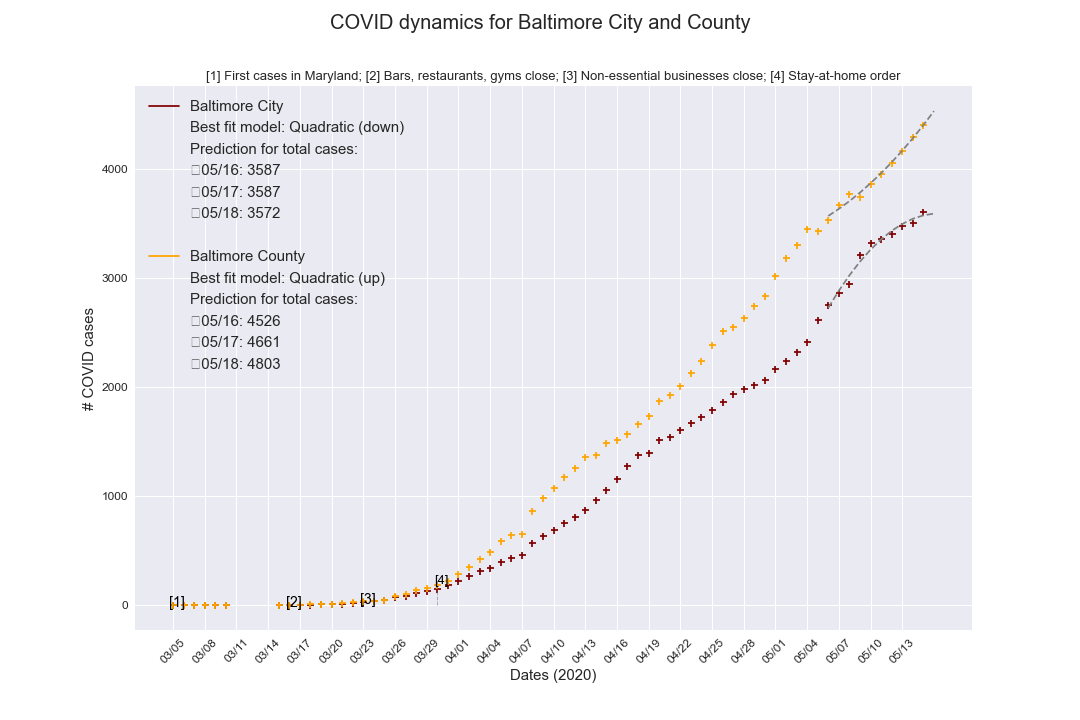 COVID dynamics for Baltimore City and County
[1] First cases in Maryland; [2] Bars, restaurants, gyms close; [3] Non-essential businesses close; [4] Stay-at-home order
Baltimore City
Best fit model: Quadratic (down)
Prediction for total cases:
05/16: 3587
05/17: 3587
05/18: 3572
Baltimore County
Best fit model: Quadratic (up)
Prediction for total cases:
05/16: 4526
05/17: 4661
05/18: 4803
# COVID cases
4000
3000
2000
1000
0
[1]
[2]
[3]
[4]
03/05 03/08 03/11 03/14 03/17 03/20 03/23 03/26 03/29 04/01 04/04 04/07 04/10 04/13 04/16 04/19 04/22 04/25 04/28 05/01 05/04 05/07 05/10 05/13
Dates (2020)